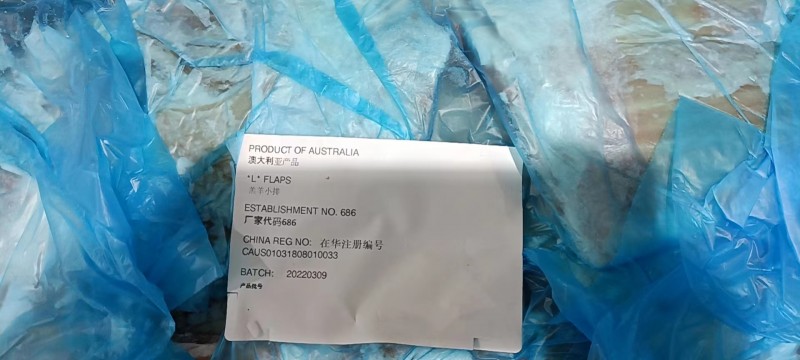 PRODUCT OF AUSTRALIA
澳大利亚产品
*L* FLAPS
羔羊小排
ESTABLISHMENT NO. 686
厂家代码686
CHINA REG NO: 在华注册编号
CAUS01031808010033
BATCH: 20220309
产品批号